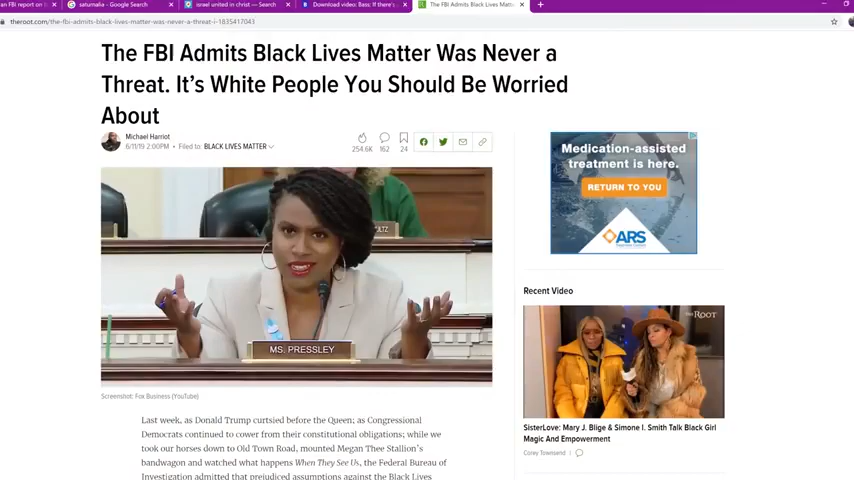 an FBI report on t
saturnalia - Google Search
israel united in christ — Search
Download video: Bass: If there's
The FBI Admits Black Lives Matt
theroot.com/the-fbi-admits-black-lives-matter-was-never-a-threat-i-1835417043
The FBI Admits Black Lives Matter Was Never a
Threat. It's White People You Should Be Worried
About
Michael Harriot
6/11/19 2:00PM • Filed to: BLACK LIVES MATTER
254.6K
162
24
MS. PRESSLEY
Screenshot: Fox Business (YouTube)
Last week, as Donald Trump curtsied before the Queen; as Congressional
Democrats continued to cower from their constitutional obligations; while we
took our horses down to Old Town Road, mounted Megan Thee Stallion's
bandwagon and watched what happens When They See Us, the Federal Bureau of
Investigation admitted that prejudiced assumptions against the Black Lives
Medication-assisted
treatment is here.
RETURN TO YOU
ARS
Recent Video
The ROOT
SisterLove: Mary J. Blige & Simone I. Smith Talk Black Girl
Magic And Empowerment
Corey Townsend